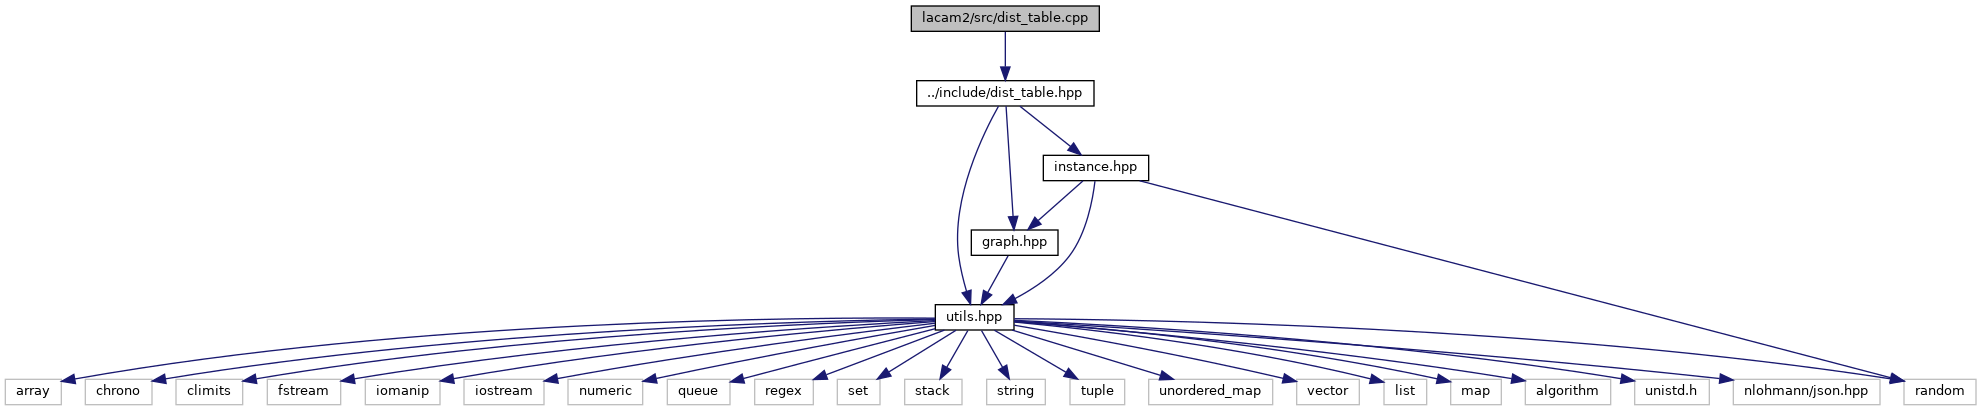 lacam2/src/dist_table.cpp
../include/dist_table.hpp
instance.hpp
graph.hpp
utils.hpp
array
chrono
climits
fstream
iomanip
iostream
numeric
queue
regex
set
stack
string
tuple
unordered_map
vector
list
map
algorithm
unistd.h
nlohmann/json.hpp
random